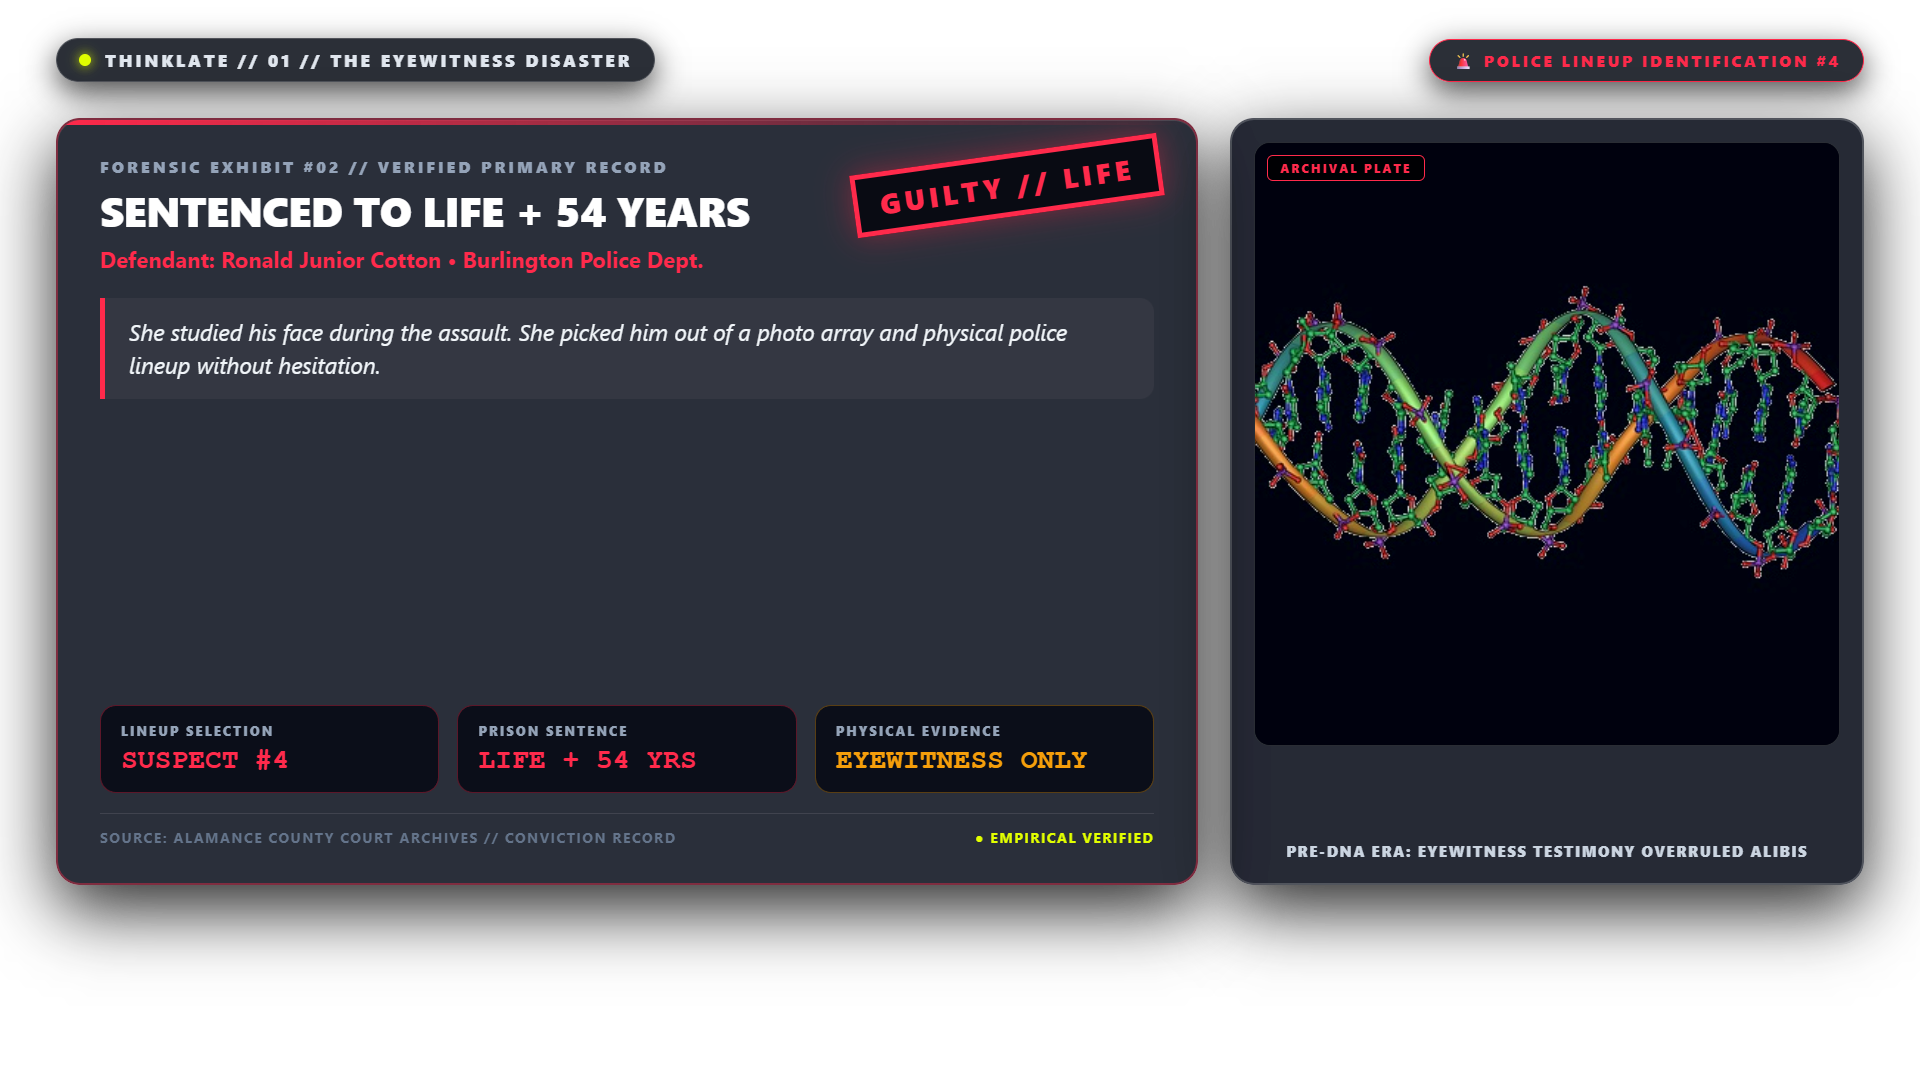 THINKLATE // 01 // THE EYEWITNESS DISASTER
POLICE LINEUP IDENTIFICATION #4
FORENSIC EXHIBIT #02 // VERIFIED PRIMARY RECORD
GUILTY // LIFE
SENTENCED TO LIFE + 54 YEARS
Defendant: Ronald Junior Cotton • Burlington Police Dept.
She studied his face during the assault. She picked him out of a photo array and physical police
lineup without hesitation.
LINEUP SELECTION
SUSPECT #4
PRISON SENTENCE
LIFE + 54 YRS
PHYSICAL EVIDENCE
EYEWITNESS ONLY
SOURCE: ALAMANCE COUNTY COURT ARCHIVES // CONVICTION RECORD
● EMPIRICAL VERIFIED
ARCHIVAL PLATE
PRE-DNA ERA: EYEWITNESS TESTIMONY OVERRULED ALIBIS